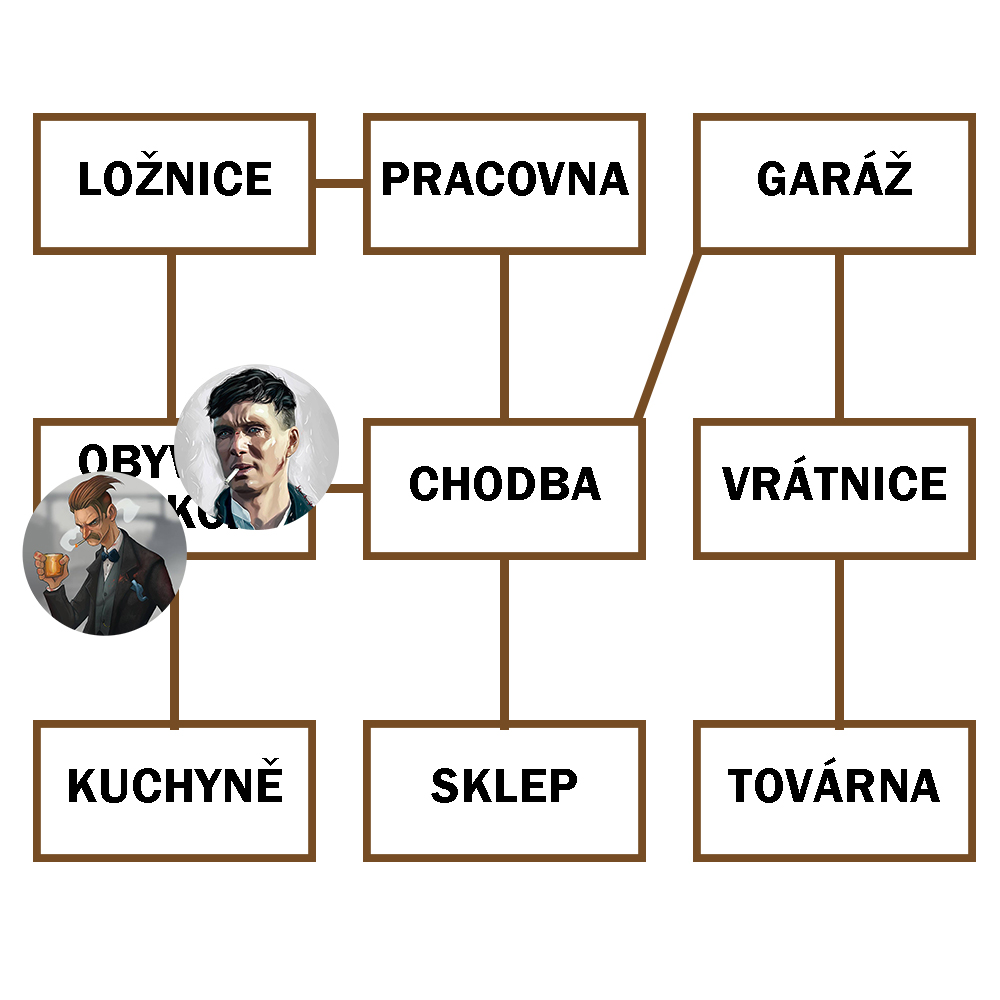 LOŽNICE
PRACOVNA
GARÁŽ
CHODBA
VRÁTNICE
KUCHYNĚ
SKLEP
TOVÁRNA